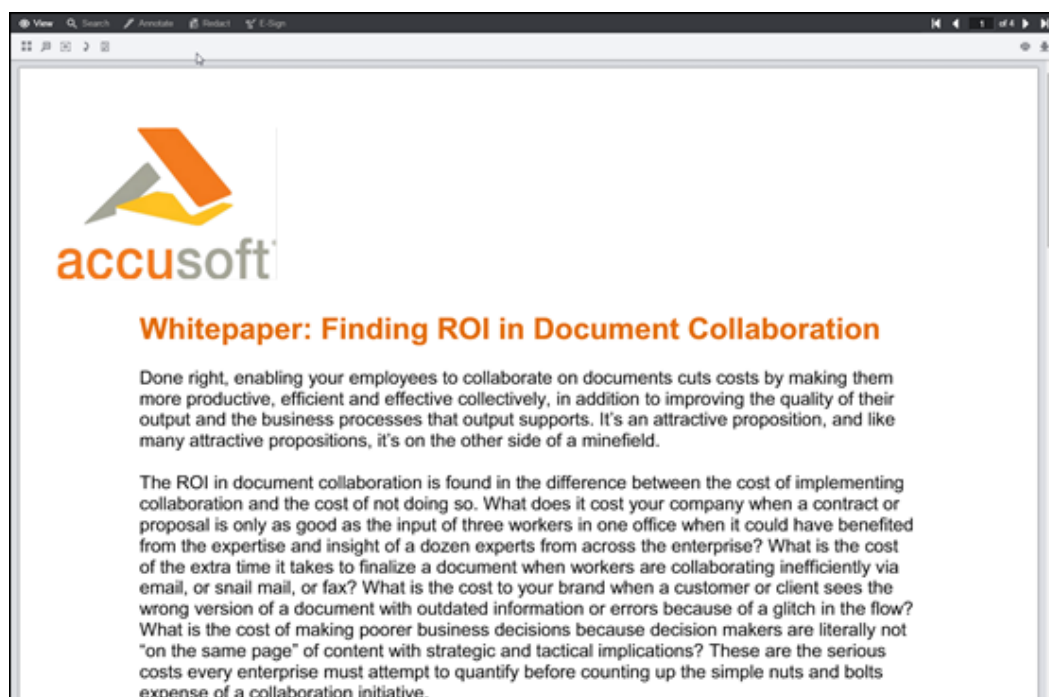 View Search Annotate Redact E-Sign 1 of 4
accusoft
Whitepaper: Finding ROI in Document Collaboration
Done right, enabling your employees to collaborate on documents cuts costs by making them
more productive, efficient and effective collectively, in addition to improving the quality of their
output and the business processes that output supports. It's an attractive proposition, and like
many attractive propositions, it's on the other side of a minefield.
The ROI in document collaboration is found in the difference between the cost of implementing
collaboration and the cost of not doing so. What does it cost your company when a contract or
proposal is only as good as the input of three workers in one office when it could have benefited
from the expertise and insight of a dozen experts from across the enterprise? What is the cost
of the extra time it takes to finalize a document when workers are collaborating inefficiently via
email, or snail mail, or fax? What is the cost to your brand when a customer or client sees the
wrong version of a document with outdated information or errors because of a glitch in the flow?
What is the cost of making poorer business decisions because decision makers are literally not
“on the same page” of content with strategic and tactical implications? These are the serious
costs every enterprise must attempt to quantify before counting up the simple nuts and bolts
expense of a collaboration initiative.